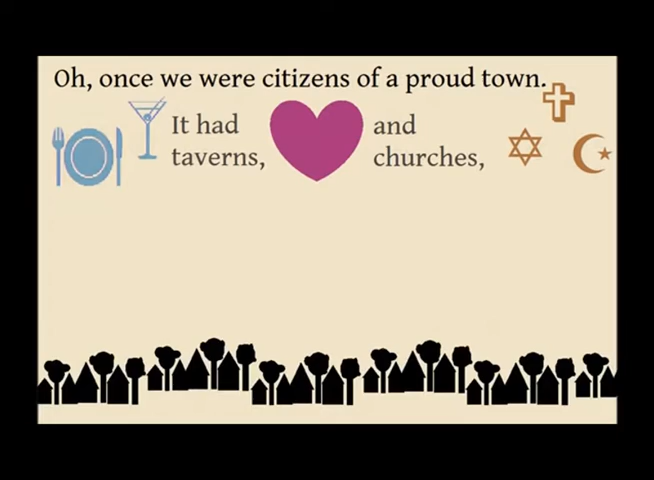 Oh, once we were citizens of a proud town.
It had and
taverns, churches,